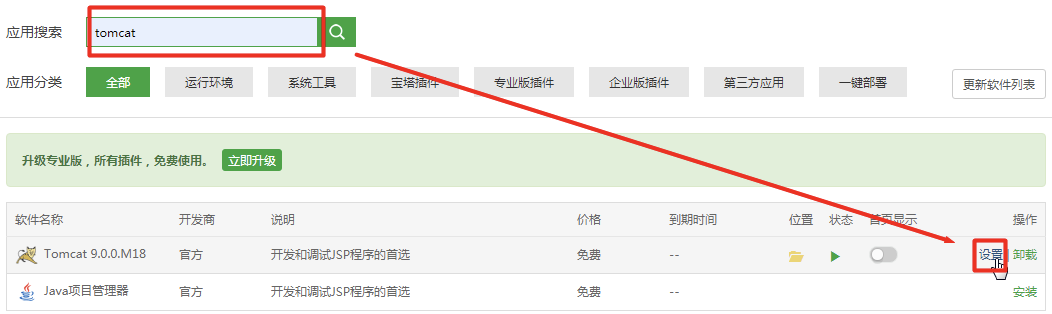 应用搜索 tomcat
应用分类 全部 运行环境 系统工具 宝塔插件 专业版插件 企业版插件 第三方应用 一键部署 更新软件列表
升级专业版，所有插件，免费使用。 立即升级
软件名称 开发商 说明 价格 到期时间 位置 状态 首页显示 操作
Tomcat 9.0.0.M18 官方 开发和调试JSP程序的首选 免费 -- 设置 | 卸载
Java项目管理器 官方 开发和调试JSP程序的首选 免费 -- 安装